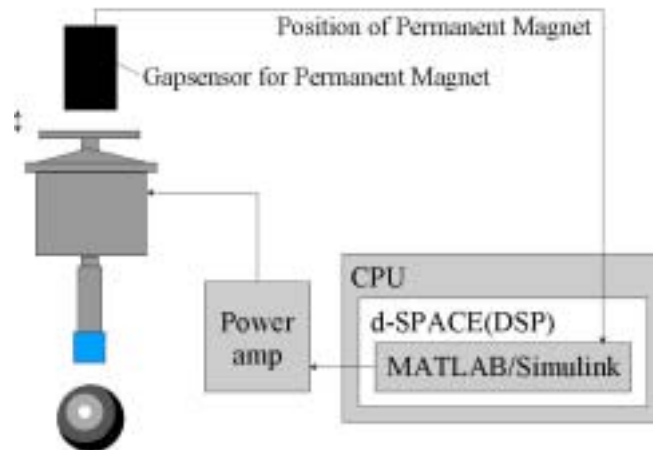 Position of Permanent Magnet
Gapsensor for Permanent Magnet
CPU
d-SPACE(DSP)
MATLAB/Simulink
Power
amp